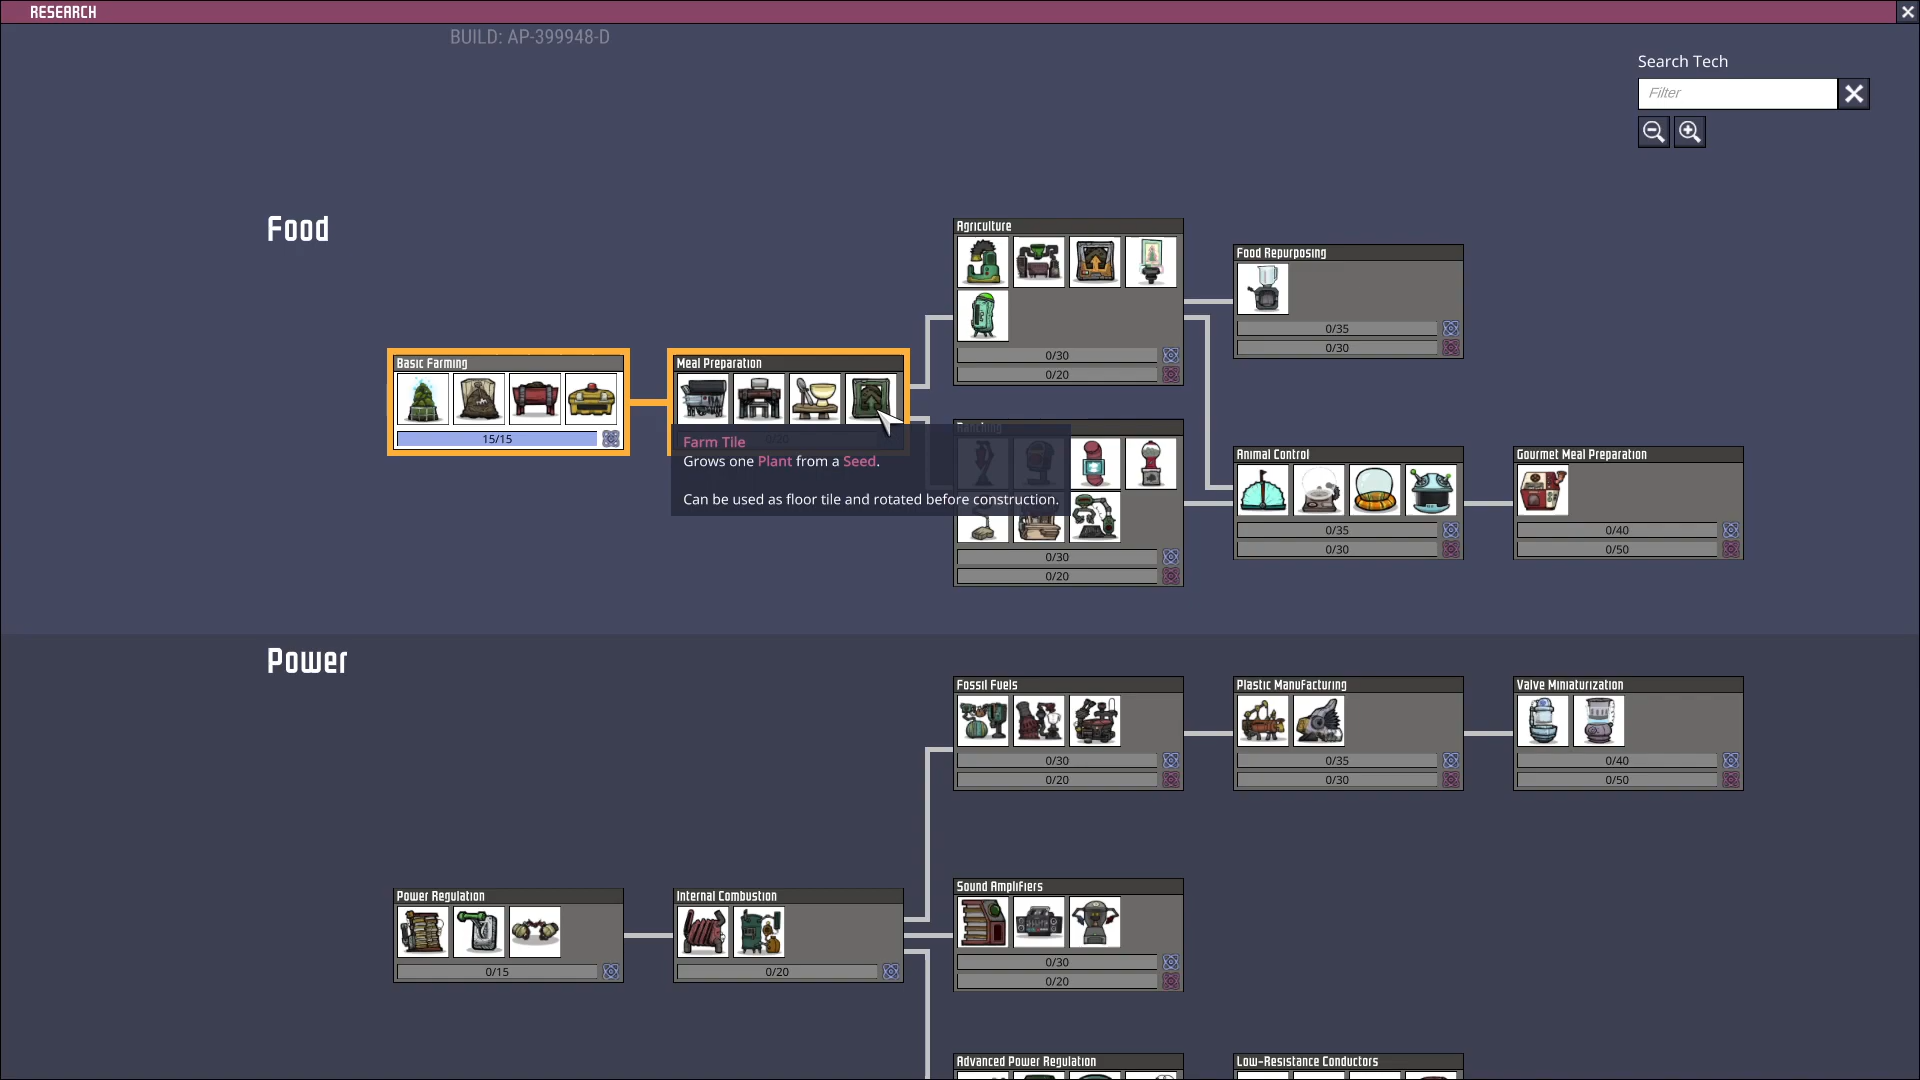 RESEARCH
BUILD: AP-399948-D
Search Tech
Filter
Food
Agriculture
0/30
0/20
Food Repurposing
0/35
0/30
Basic Farming
15/15
Meal Preparation
0/20
Farm Tile
Grows one Plant from a Seed.
Can be used as floor tile and rotated before construction.
Ranching
0/30
0/20
Animal Control
0/35
0/30
Gourmet Meal Preparation
0/40
0/50
Power
Fossil Fuels
0/30
0/20
Plastic Manufacturing
0/35
0/30
Valve Miniaturization
0/40
0/50
Power Regulation
0/15
Internal Combustion
0/20
Sound Amplifiers
0/30
0/20
Advanced Power Regulation
Low-Resistance Conductors